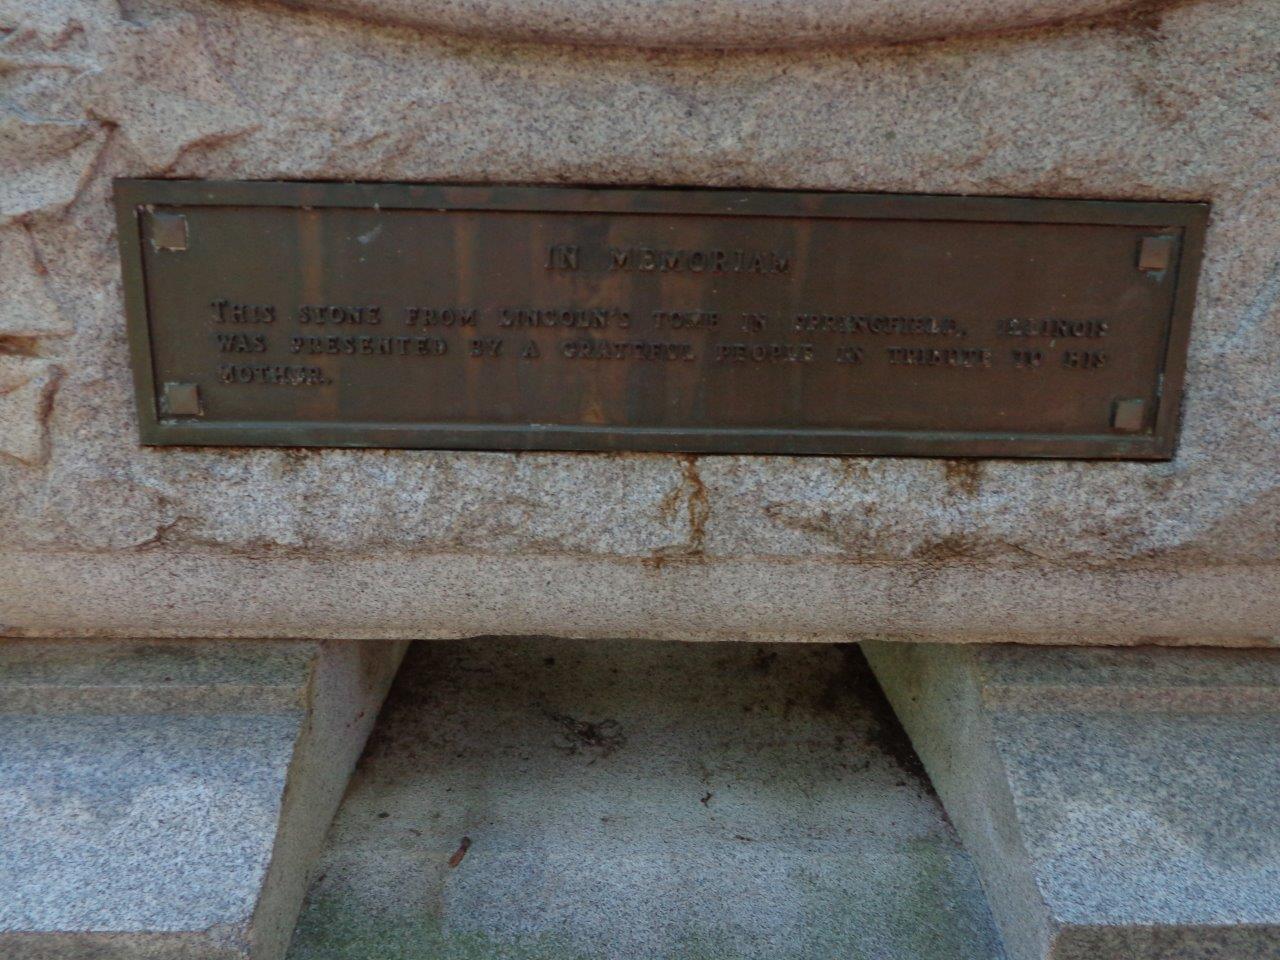 IN MEMORIAM
THIS STONE FROM LINCOLN'S TOMB IN SPRINGFIELD, ILLINOIS
WAS PRESENTED BY A GRATEFUL PEOPLE IN TRIBUTE TO HIS
MOTHER.